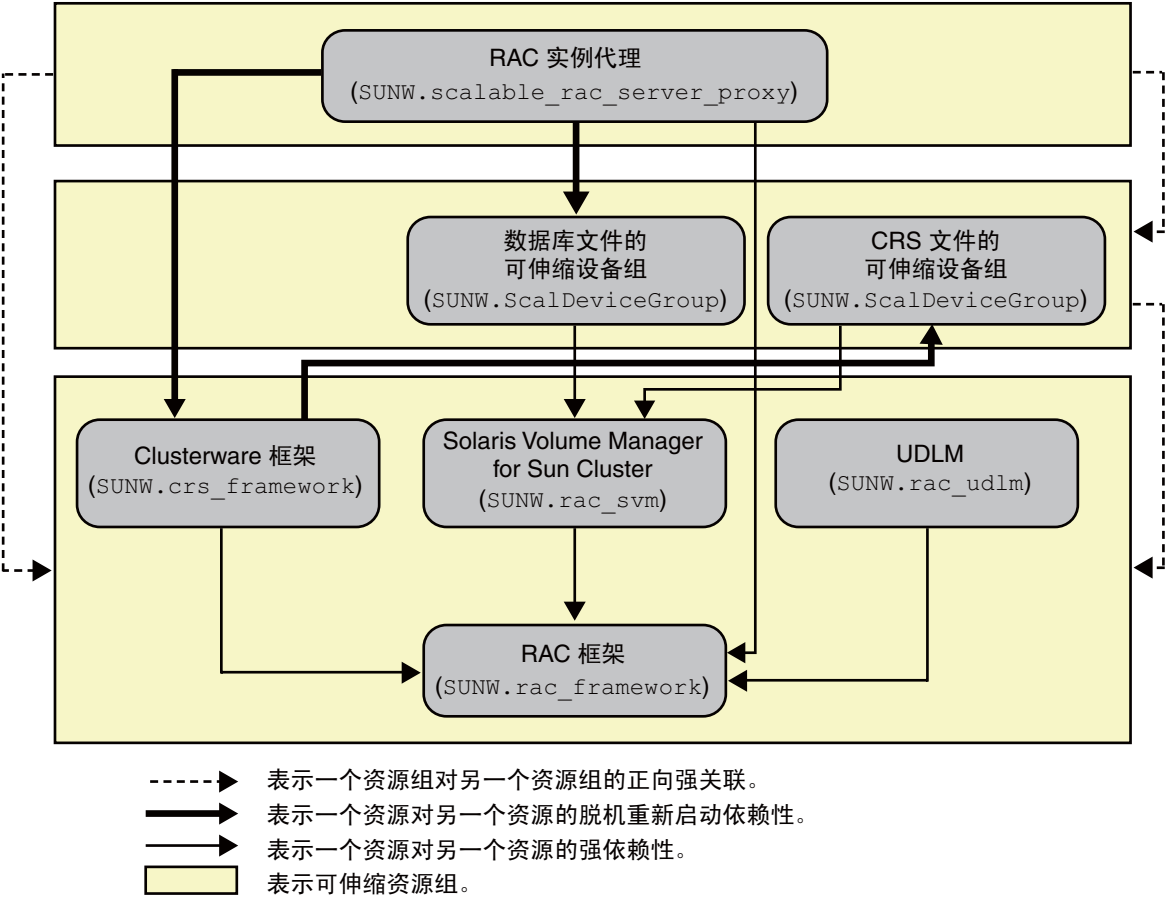 RAC 实例代理
(SUNW.scalable_rac_server_proxy)
数据库文件的
可伸缩设备组
(SUNW.ScalDeviceGroup)
CRS 文件的
可伸缩设备组
(SUNW.ScalDeviceGroup)
Clusterware 框架
(SUNW.crs_framework)
Solaris Volume Manager
for Sun Cluster
(SUNW.rac_svm)
UDLM
(SUNW.rac_udlm)
RAC 框架
(SUNW.rac_framework)
表示一个资源组对另一个资源组的正向强关联。
表示一个资源对另一个资源的脱机重新启动依赖性。
表示一个资源对另一个资源的强依赖性。
表示可伸缩资源组。